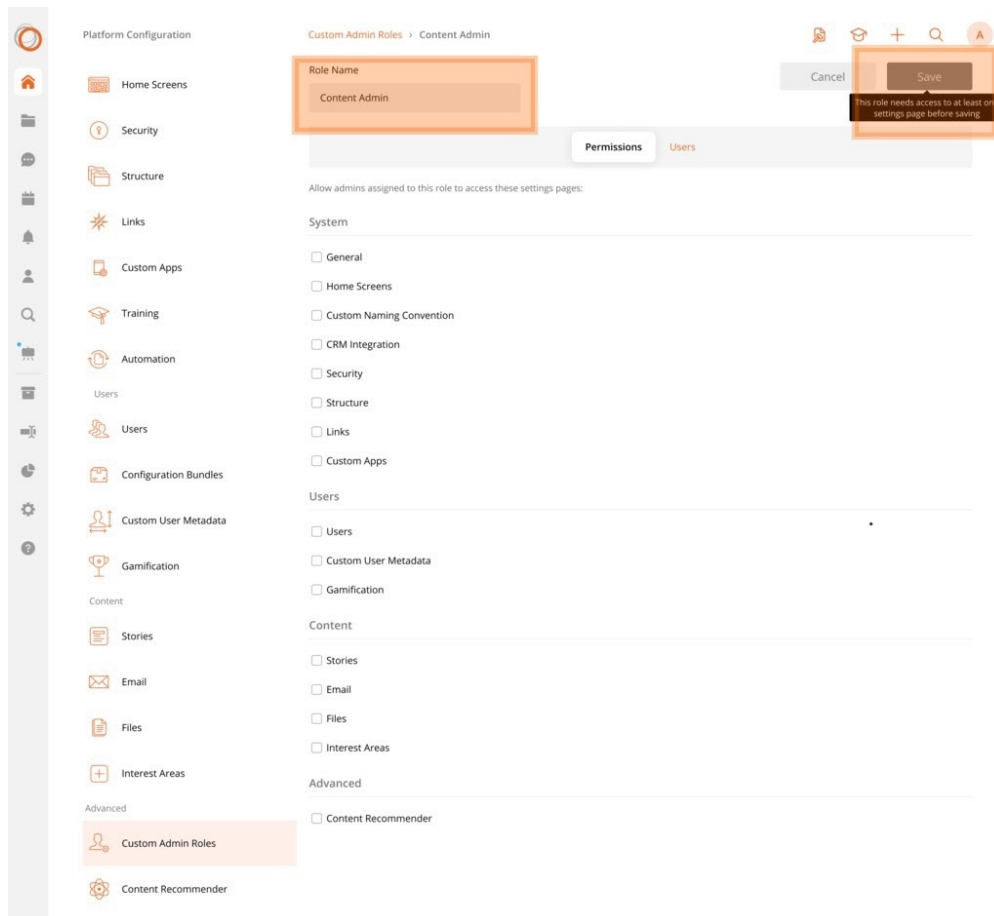 Platform Configuration
Custom Admin Roles › Content Admin
A
Role Name
Content Admin
Cancel
Save
This role needs access to at least on
settings page before saving
Permissions
Users
Allow admins assigned to this role to access these settings pages:
System
General
Home Screens
Custom Naming Convention
CRM Integration
Security
Structure
Links
Custom Apps
Users
Users
Custom User Metadata
Gamification
Content
Stories
Email
Files
Interest Areas
Advanced
Content Recommender
Home Screens
Security
Structure
Links
Custom Apps
Training
Automation
Users
Users
Configuration Bundles
Custom User Metadata
Gamification
Content
Stories
Email
Files
Interest Areas
Advanced
Custom Admin Roles
Content Recommender